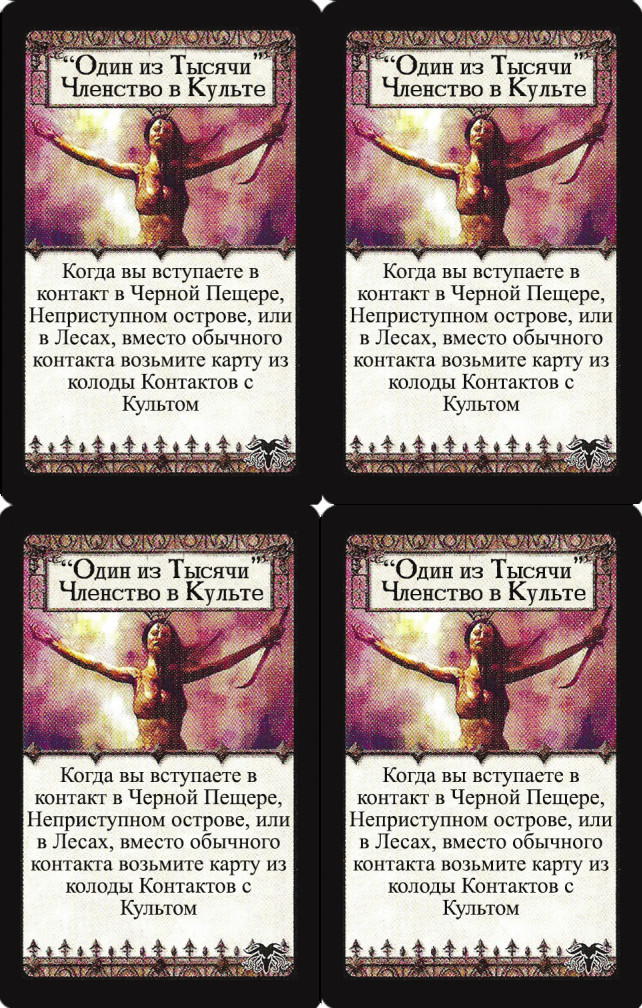 “Один из Тысячи”
Членство в Культе
Когда вы вступаете в
контакт в Черной Пещере,
Неприступном острове, или
в Лесах, вместо обычного
контакта возьмите карту из
колоды Контактов с
Культом
“Один из Тысячи”
Членство в Культе
Когда вы вступаете в
контакт в Черной Пещере,
Неприступном острове, или
в Лесах, вместо обычного
контакта возьмите карту из
колоды Контактов с
Культом
“Один из Тысячи”
Членство в Культе
Когда вы вступаете в
контакт в Черной Пещере,
Неприступном острове, или
в Лесах, вместо обычного
контакта возьмите карту из
колоды Контактов с
Культом
“Один из Тысячи”
Членство в Культе
Когда вы вступаете в
контакт в Черной Пещере,
Неприступном острове, или
в Лесах, вместо обычного
контакта возьмите карту из
колоды Контактов с
Культом